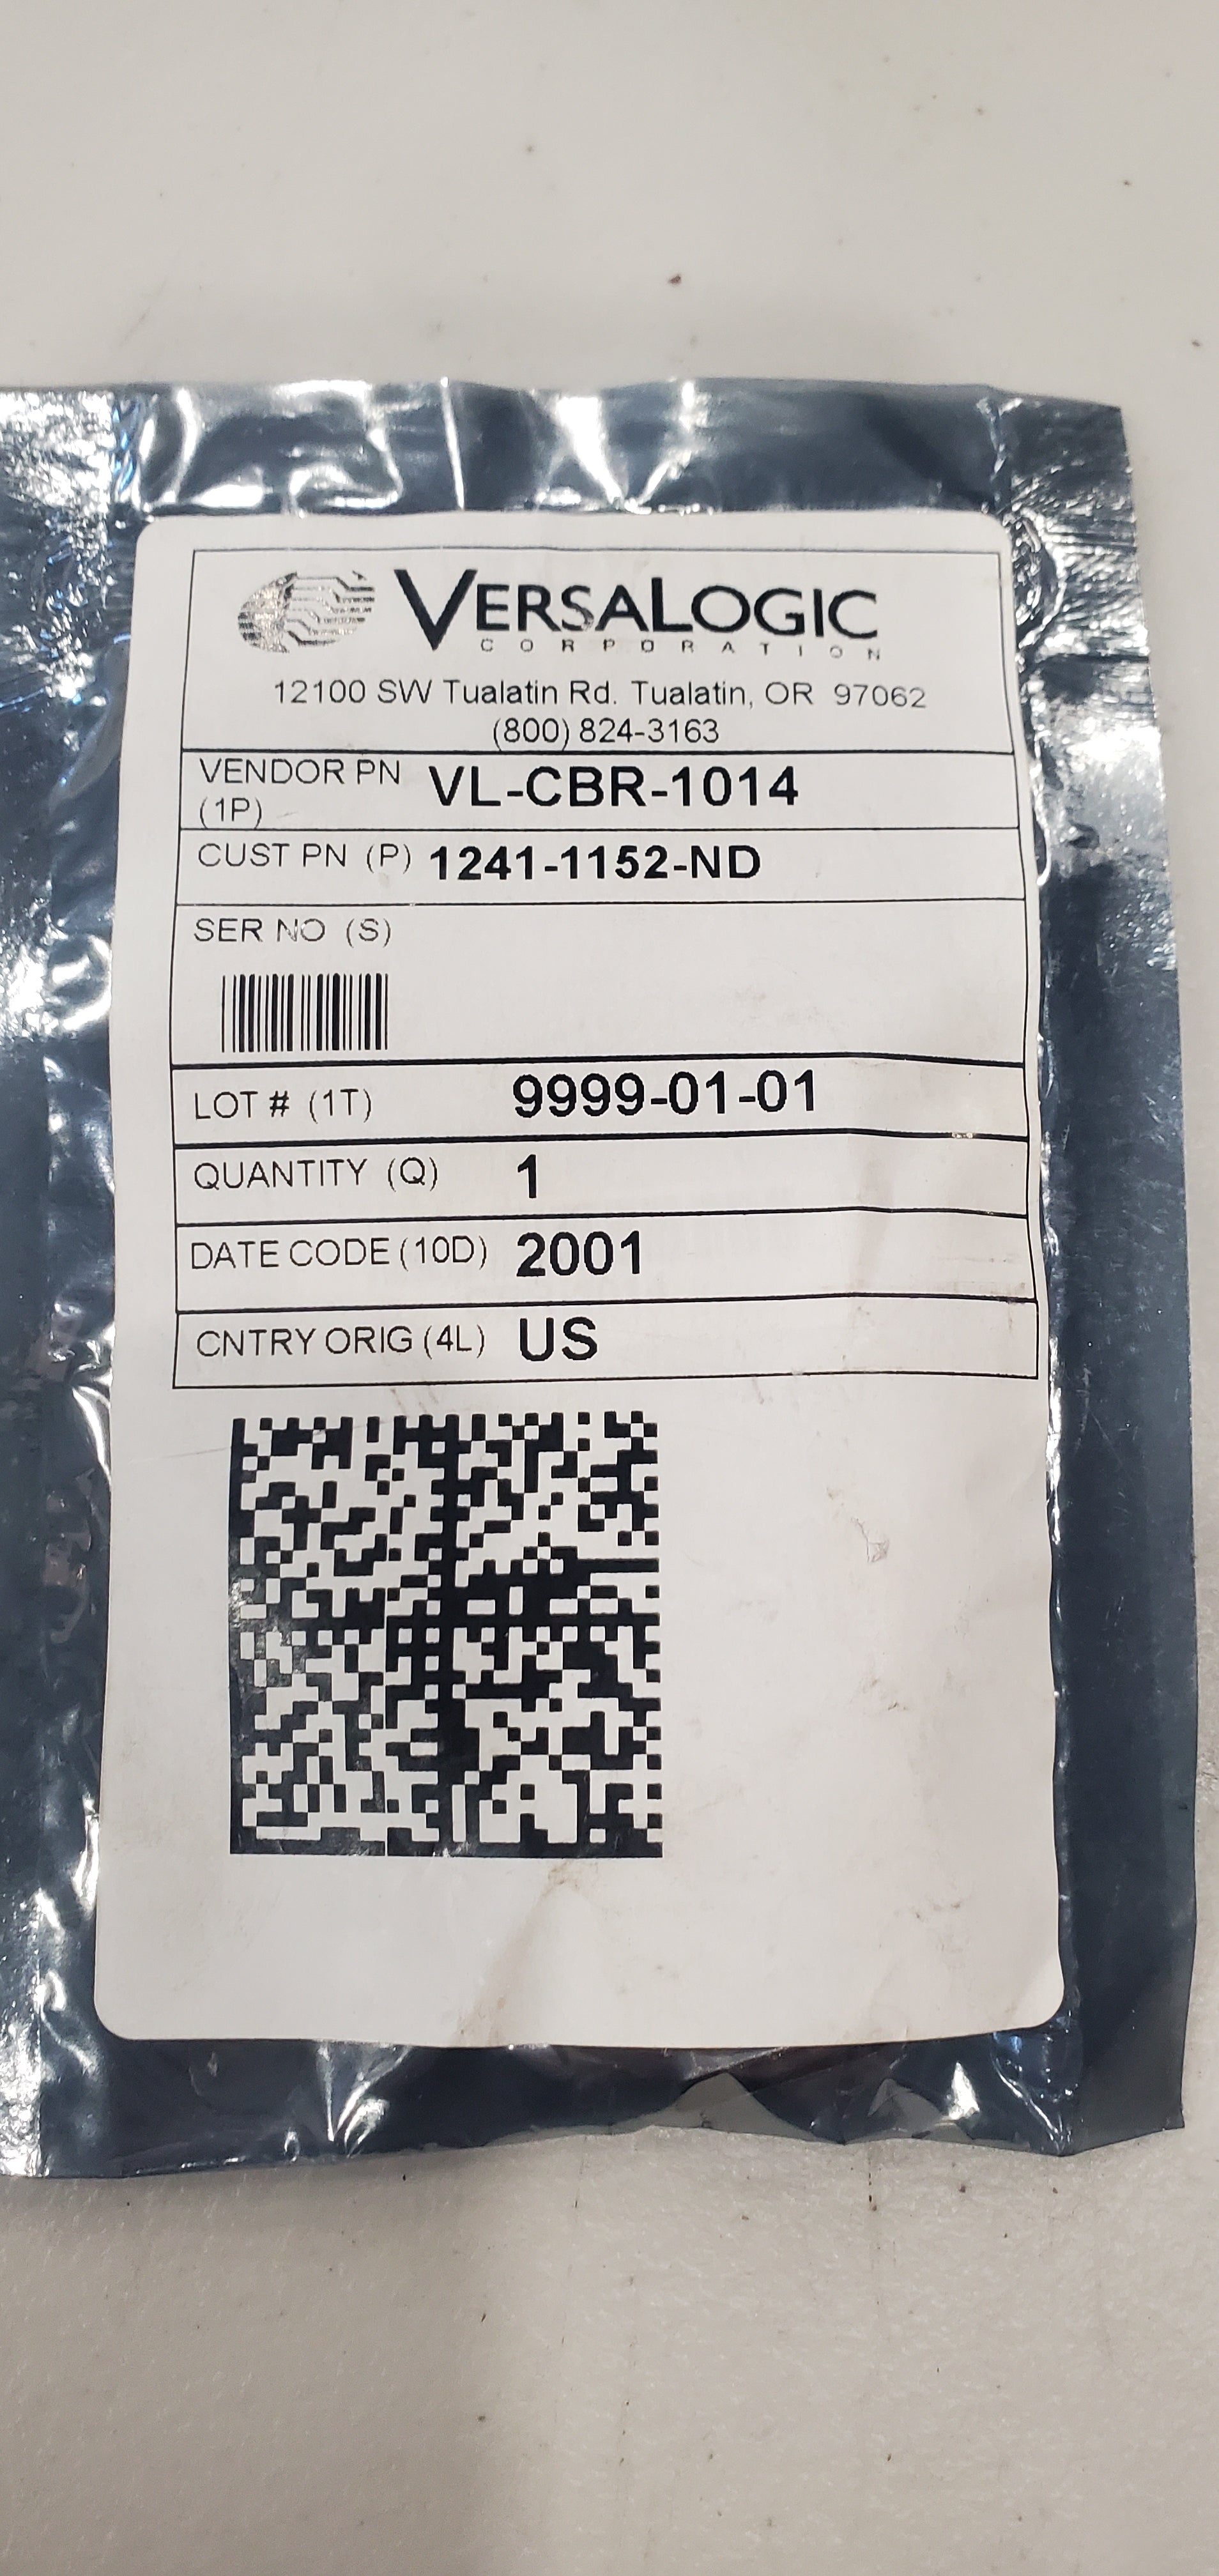 VERSALOGIC
CORPORATION
12100 SW Tualatin Rd. Tualatin, OR 97062
(800) 824-3163
VENDOR PN (1P) VL-CBR-1014
CUST PN (P) 1241-1152-ND
SER NO (S)
LOT # (1T) 9999-01-01
QUANTITY (Q) 1
DATE CODE (10D) 2001
CNTRY ORIG (4L) US